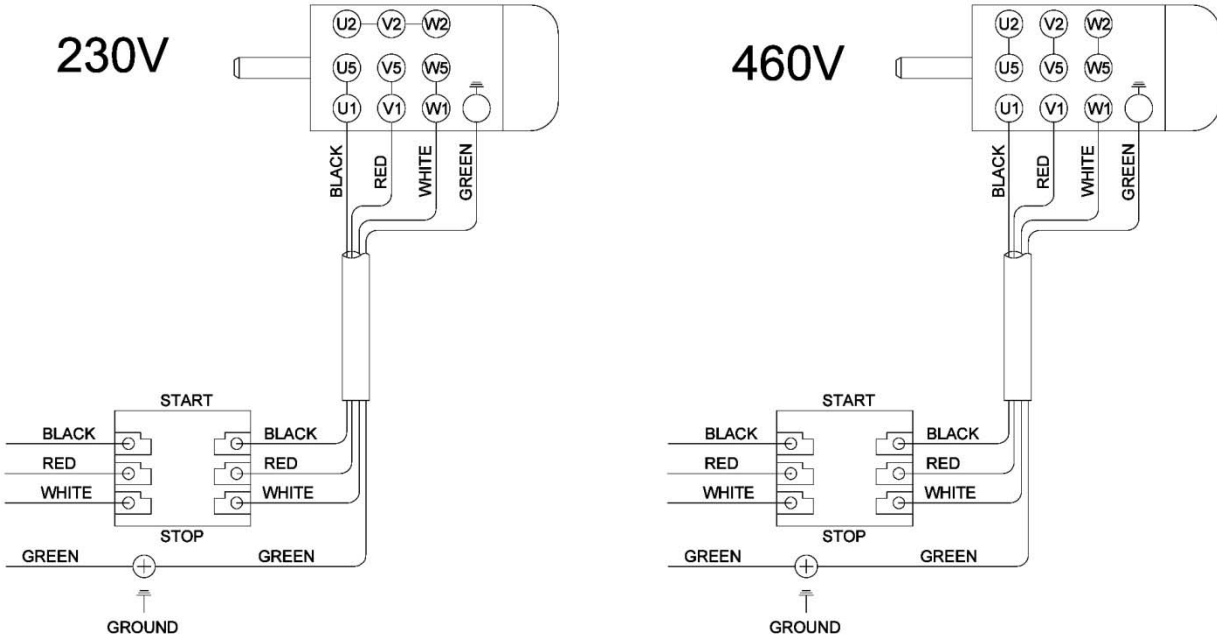 230V
U2 V2 W2
U5 V5 W5
U1 V1 W1
BLACK
RED
WHITE
GREEN
START
BLACK BLACK
RED RED
WHITE WHITE
STOP
GREEN GREEN
GROUND
460V
U2 V2 W2
U5 V5 W5
U1 V1 W1
BLACK
RED
WHITE
GREEN
START
BLACK BLACK
RED RED
WHITE WHITE
STOP
GREEN GREEN
GROUND